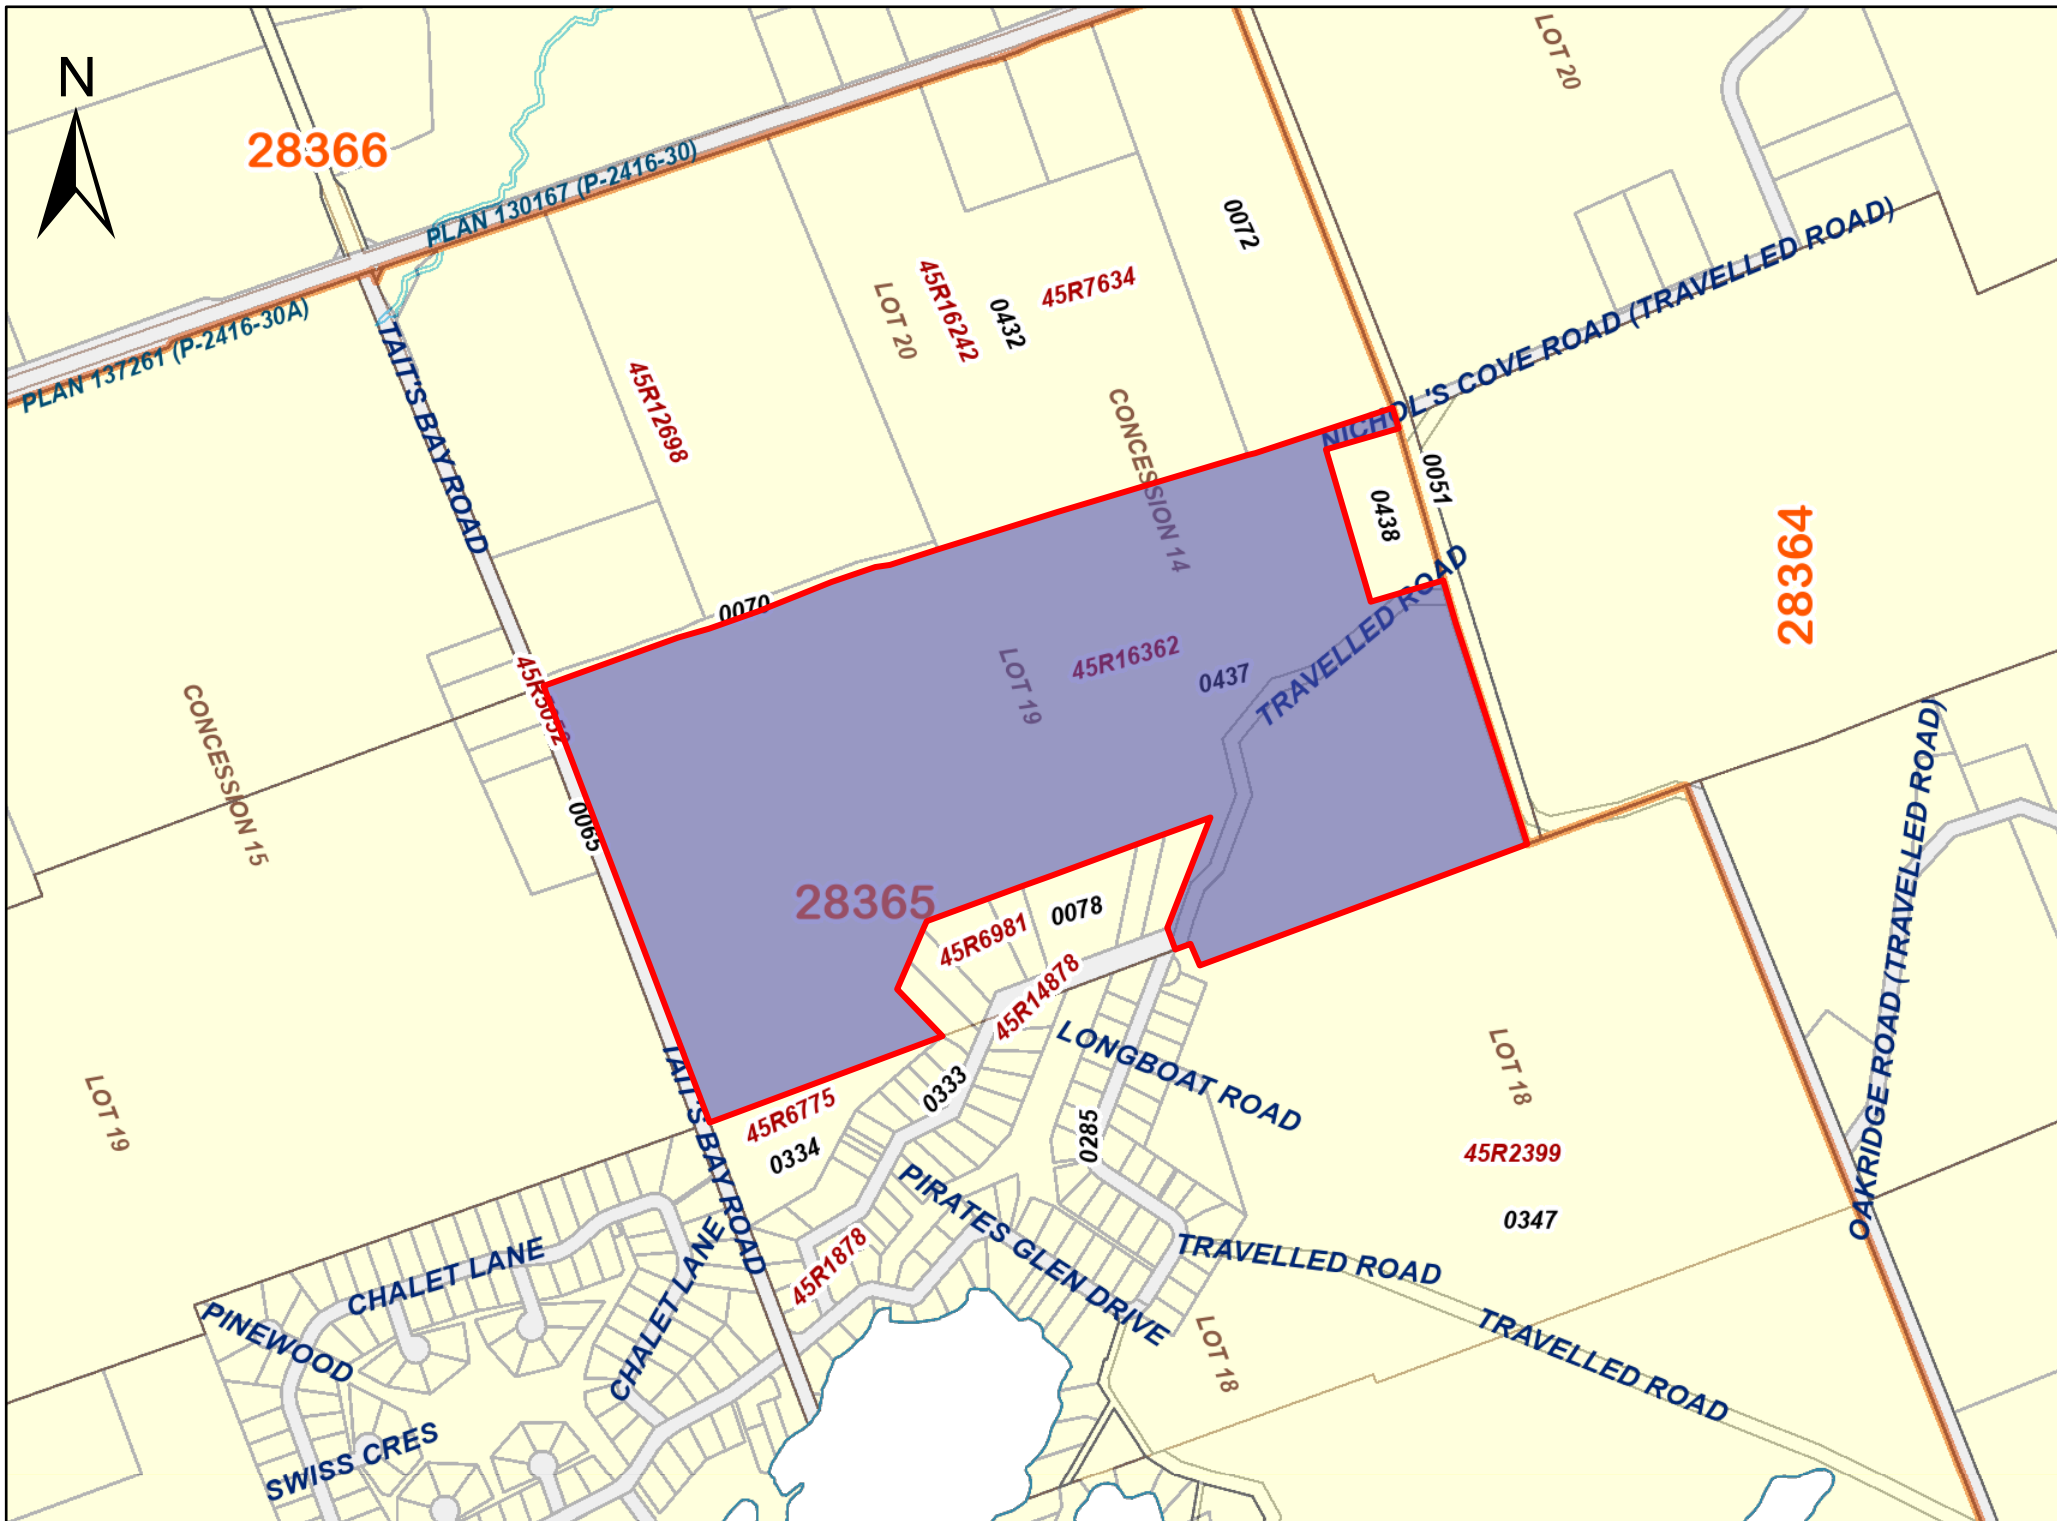 N
LOT 20
28366
PLAN 130167 (P-2416-30)
0072
NICHOL'S COVE ROAD (TRAVELLED ROAD)
PLAN 137261 (P-2416-30A)
45R16242
45R7634
0432
LOT 20
TAIT'S BAY ROAD
45R12698
CONCESSION 14
0051
0438
28364
0070
TRAVELLED ROAD
45R16362
0437
LOT 19
45R5052
CONCESSION 15
0065
28365
0078
45R6981
45R14878
OAKRIDGE ROAD (TRAVELLED ROAD)
LONGBOAT ROAD
LOT 18
LOT 19
0333
45R6775
0334
0285
45R2399
0347
TAIT'S BAY ROAD
PIRATES GLEN DRIVE
TRAVELLED ROAD
CHALET LANE
CHALET LANE
45R1878
PINEWOOD
LOT 18
TRAVELLED ROAD
SWISS CRES